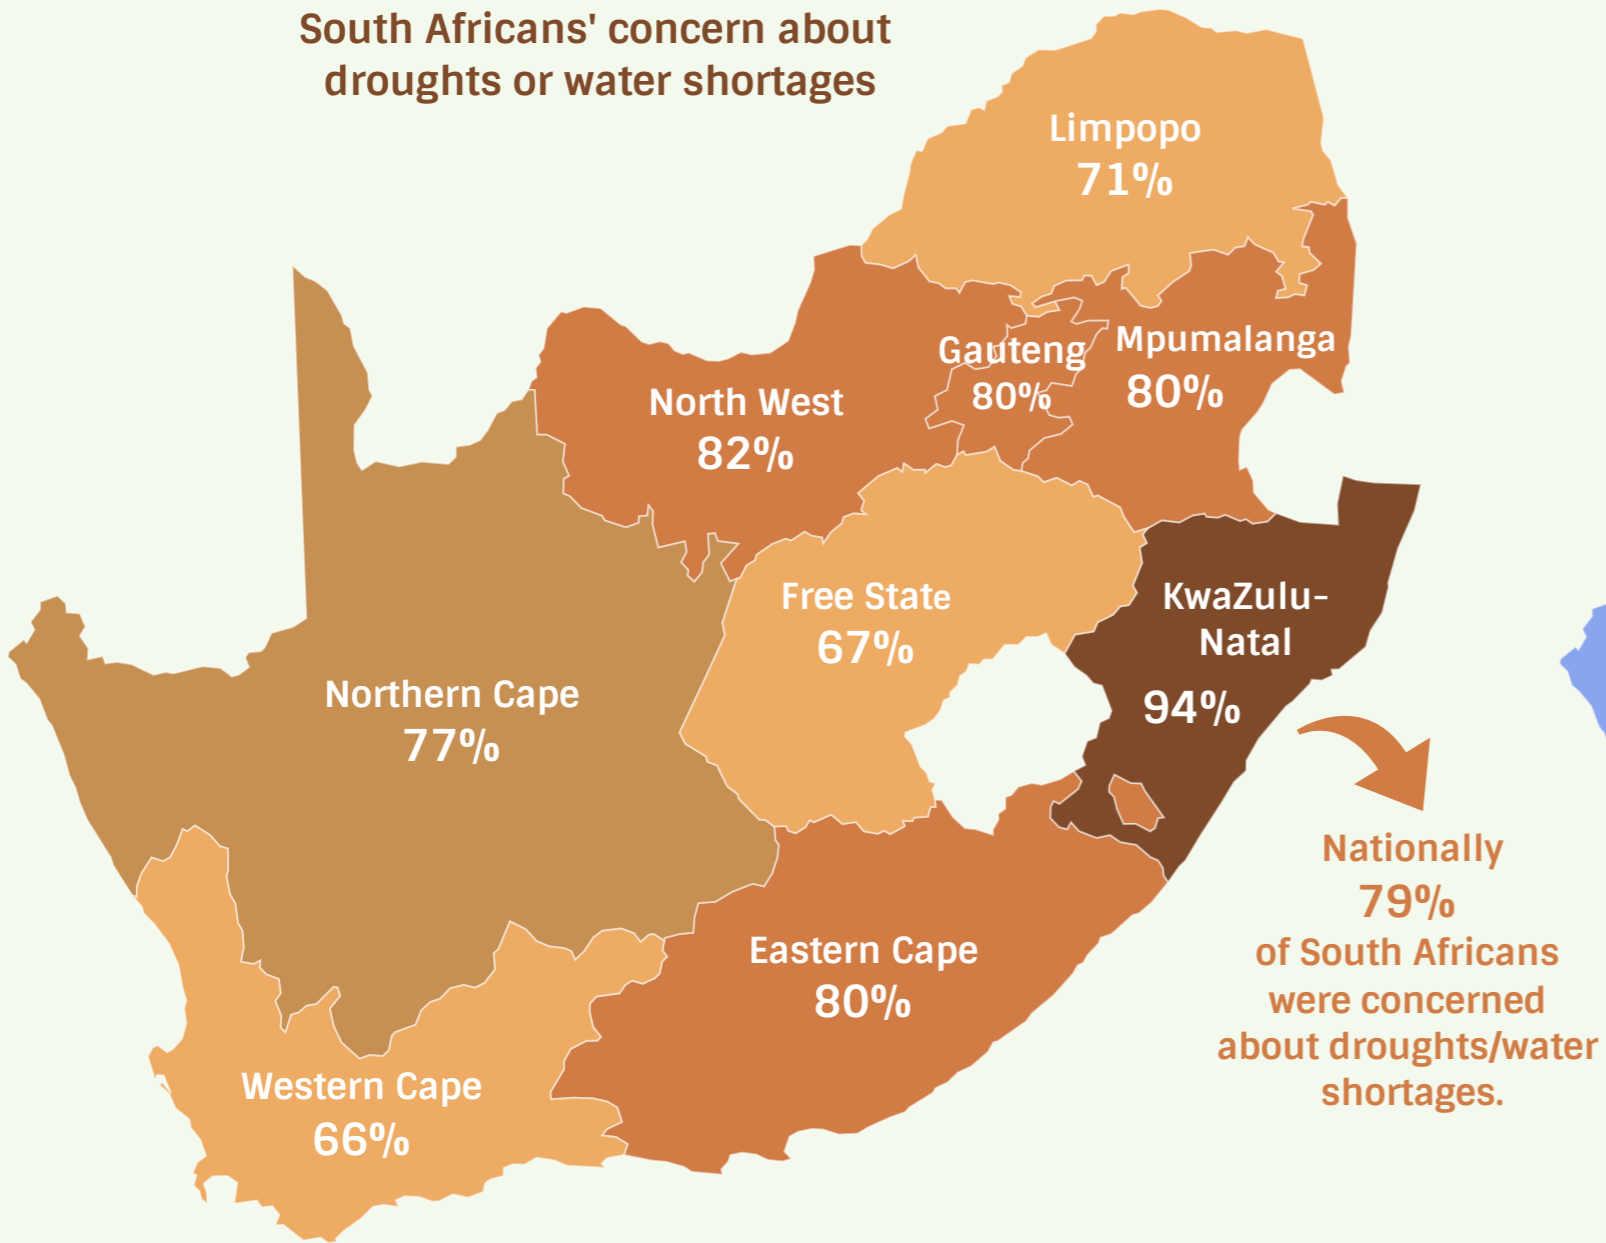 South Africans' concern about
droughts or water shortages
Limpopo
71%
Gauteng
80%
Mpumalanga
80%
North West
82%
Free State
67%
KwaZulu-
Natal
94%
Northern Cape
77%
Eastern Cape
80%
Western Cape
66%
Nationally
79%
of South Africans
were concerned
about droughts/water
shortages.